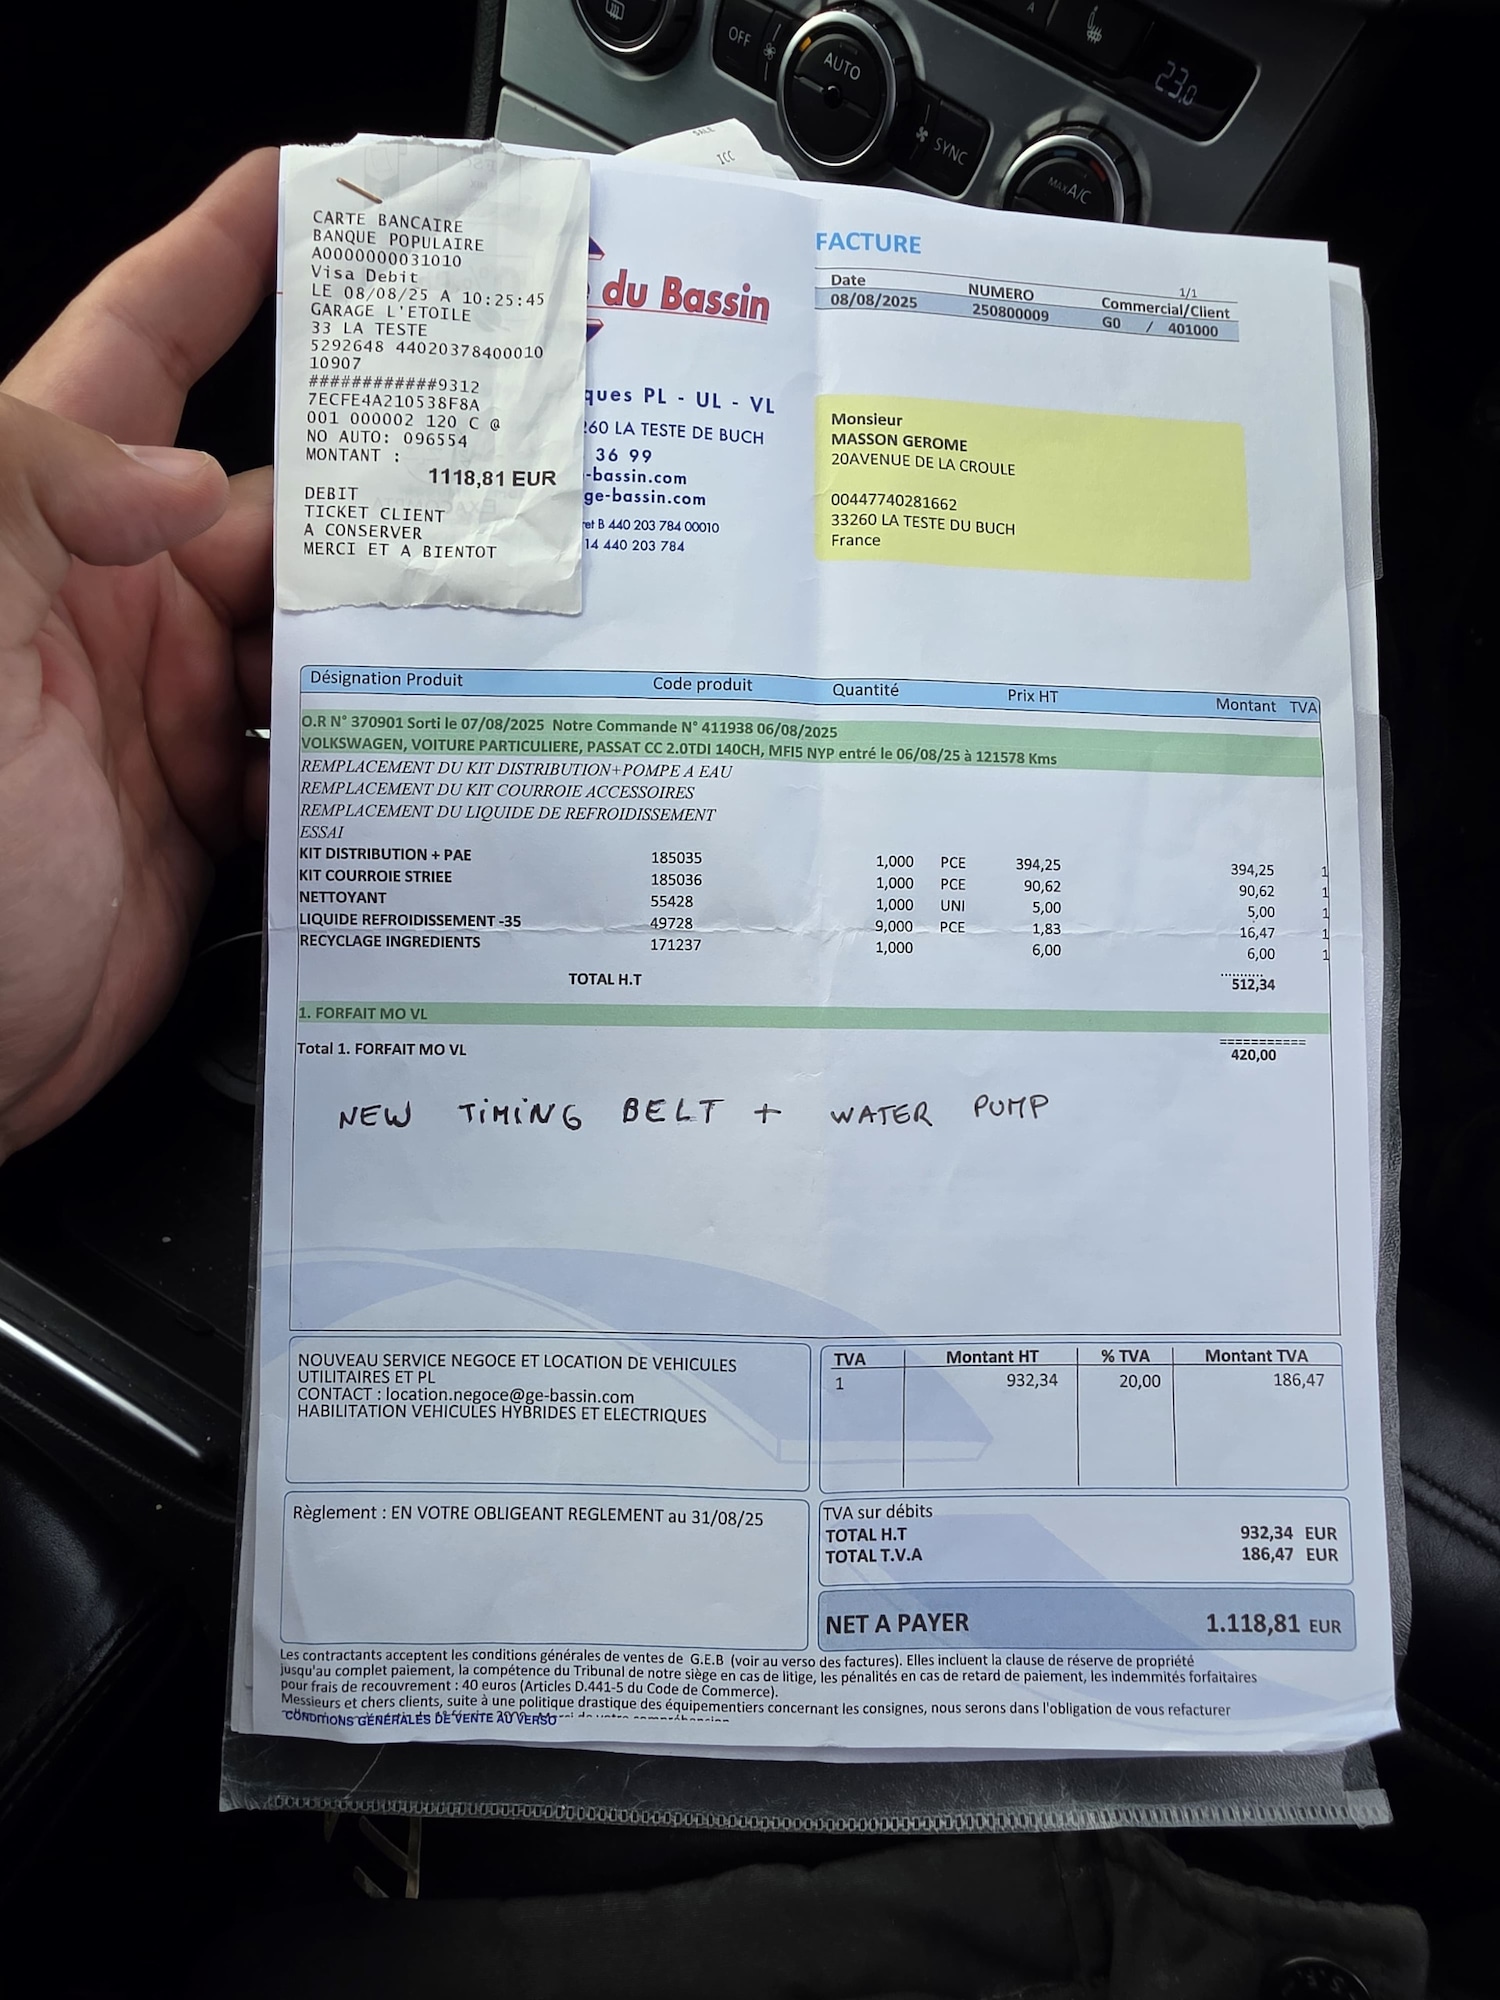 OFF
AUTO
SYNC
MAX A/C
23.0
SALE
ICC
CARTE BANCAIRE
BANQUE POPULAIRE
A0000000031010
Visa Debit
LE 08/08/25 A 10:25:45
GARAGE L'ETOILE
33 LA TESTE
5292648 44020378400010
10907
############9312
7ECFE4A210538F8A
001 000002 120 C @
NO AUTO: 096554
MONTANT :
1118,81 EUR
DEBIT
TICKET CLIENT
A CONSERVER
MERCI ET A BIENTOT
du Bassin
ques PL - UL - VL
260 LA TESTE DE BUCH
36 99
-bassin.com
ge-bassin.com
et B 440 203 784 00010
14 440 203 784
FACTURE
1/1
Date NUMERO Commercial/Client
08/08/2025 250800009 G0 / 401000
Monsieur
MASSON GEROME
20AVENUE DE LA CROULE
00447740281662
33260 LA TESTE DU BUCH
France
Désignation Produit Code produit Quantité Prix HT Montant TVA
O.R N° 370901 Sorti le 07/08/2025 Notre Commande N° 411938 06/08/2025
VOLKSWAGEN, VOITURE PARTICULIERE, PASSAT CC 2.0TDI 140CH, MFI5 NYP entré le 06/08/25 à 121578 Kms
REMPLACEMENT DU KIT DISTRIBUTION+POMPE A EAU
REMPLACEMENT DU KIT COURROIE ACCESSOIRES
REMPLACEMENT DU LIQUIDE DE REFROIDISSEMENT
ESSAI
KIT DISTRIBUTION + PAE 185035 1,000 PCE 394,25 394,25 1
KIT COURROIE STRIEE 185036 1,000 PCE 90,62 90,62 1
NETTOYANT 55428 1,000 UNI 5,00 5,00 1
LIQUIDE REFROIDISSEMENT -35 49728 9,000 PCE 1,83 16,47 1
RECYCLAGE INGREDIENTS 171237 1,000 6,00 6,00 1
TOTAL H.T 512,34
1. FORFAIT MO VL
Total 1. FORFAIT MO VL 420,00
NEW TIMING BELT + WATER PUMP
NOUVEAU SERVICE NEGOCE ET LOCATION DE VEHICULES
UTILITAIRES ET PL
CONTACT : location.negoce@ge-bassin.com
HABILITATION VEHICULES HYBRIDES ET ELECTRIQUES
TVA Montant HT % TVA Montant TVA
1 932,34 20,00 186,47
Règlement : EN VOTRE OBLIGEANT REGLEMENT au 31/08/25
TVA sur débits
TOTAL H.T 932,34 EUR
TOTAL T.V.A 186,47 EUR
NET A PAYER 1.118,81 EUR
Les contractants acceptent les conditions générales de ventes de G.E.B (voir au verso des factures). Elles incluent la clause de réserve de propriété
jusqu'au complet paiement, la compétence du Tribunal de notre siège en cas de litige, les pénalités en cas de retard de paiement, les indemnités forfaitaires
pour frais de recouvrement : 40 euros (Articles D.441-5 du Code de Commerce).
Messieurs et chers clients, suite à une politique drastique des équipementiers concernant les consignes, nous serons dans l'obligation de vous refacturer
CONDITIONS GÉNÉRALES DE VENTE AU VERSO